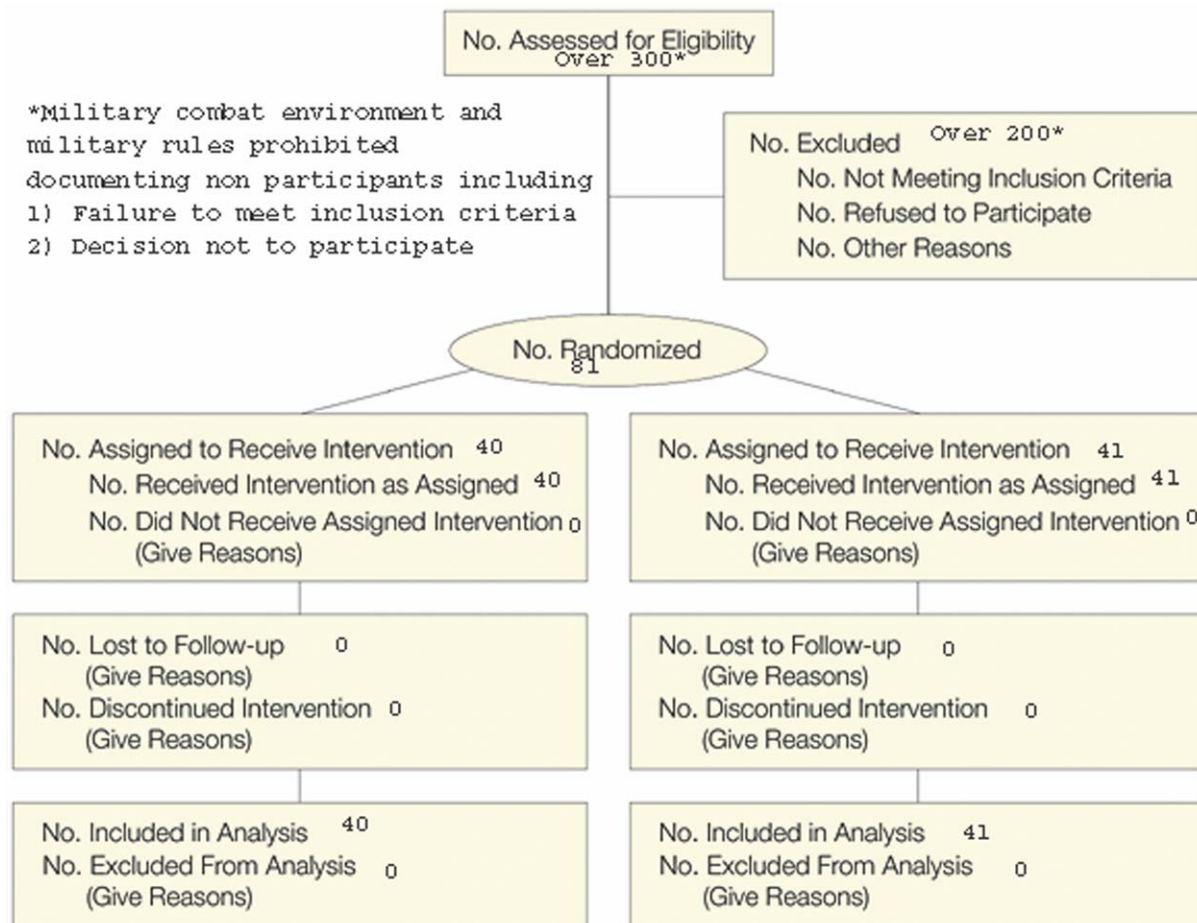 No. Assessed for Eligibility
Over 300*
*Military combat environment and
military rules prohibited
documenting non participants including
1) Failure to meet inclusion criteria
2) Decision not to participate
No. Excluded Over 200*
No. Not Meeting Inclusion Criteria
No. Refused to Participate
No. Other Reasons
No. Randomized
81
No. Assigned to Receive Intervention 40
No. Received Intervention as Assigned 40
No. Did Not Receive Assigned Intervention 0
(Give Reasons)
No. Assigned to Receive Intervention 41
No. Received Intervention as Assigned 41
No. Did Not Receive Assigned Intervention 0
(Give Reasons)
No. Lost to Follow-up 0
(Give Reasons)
No. Discontinued Intervention 0
(Give Reasons)
No. Lost to Follow-up 0
(Give Reasons)
No. Discontinued Intervention 0
(Give Reasons)
No. Included in Analysis 40
No. Excluded From Analysis 0
(Give Reasons)
No. Included in Analysis 41
No. Excluded From Analysis 0
(Give Reasons)